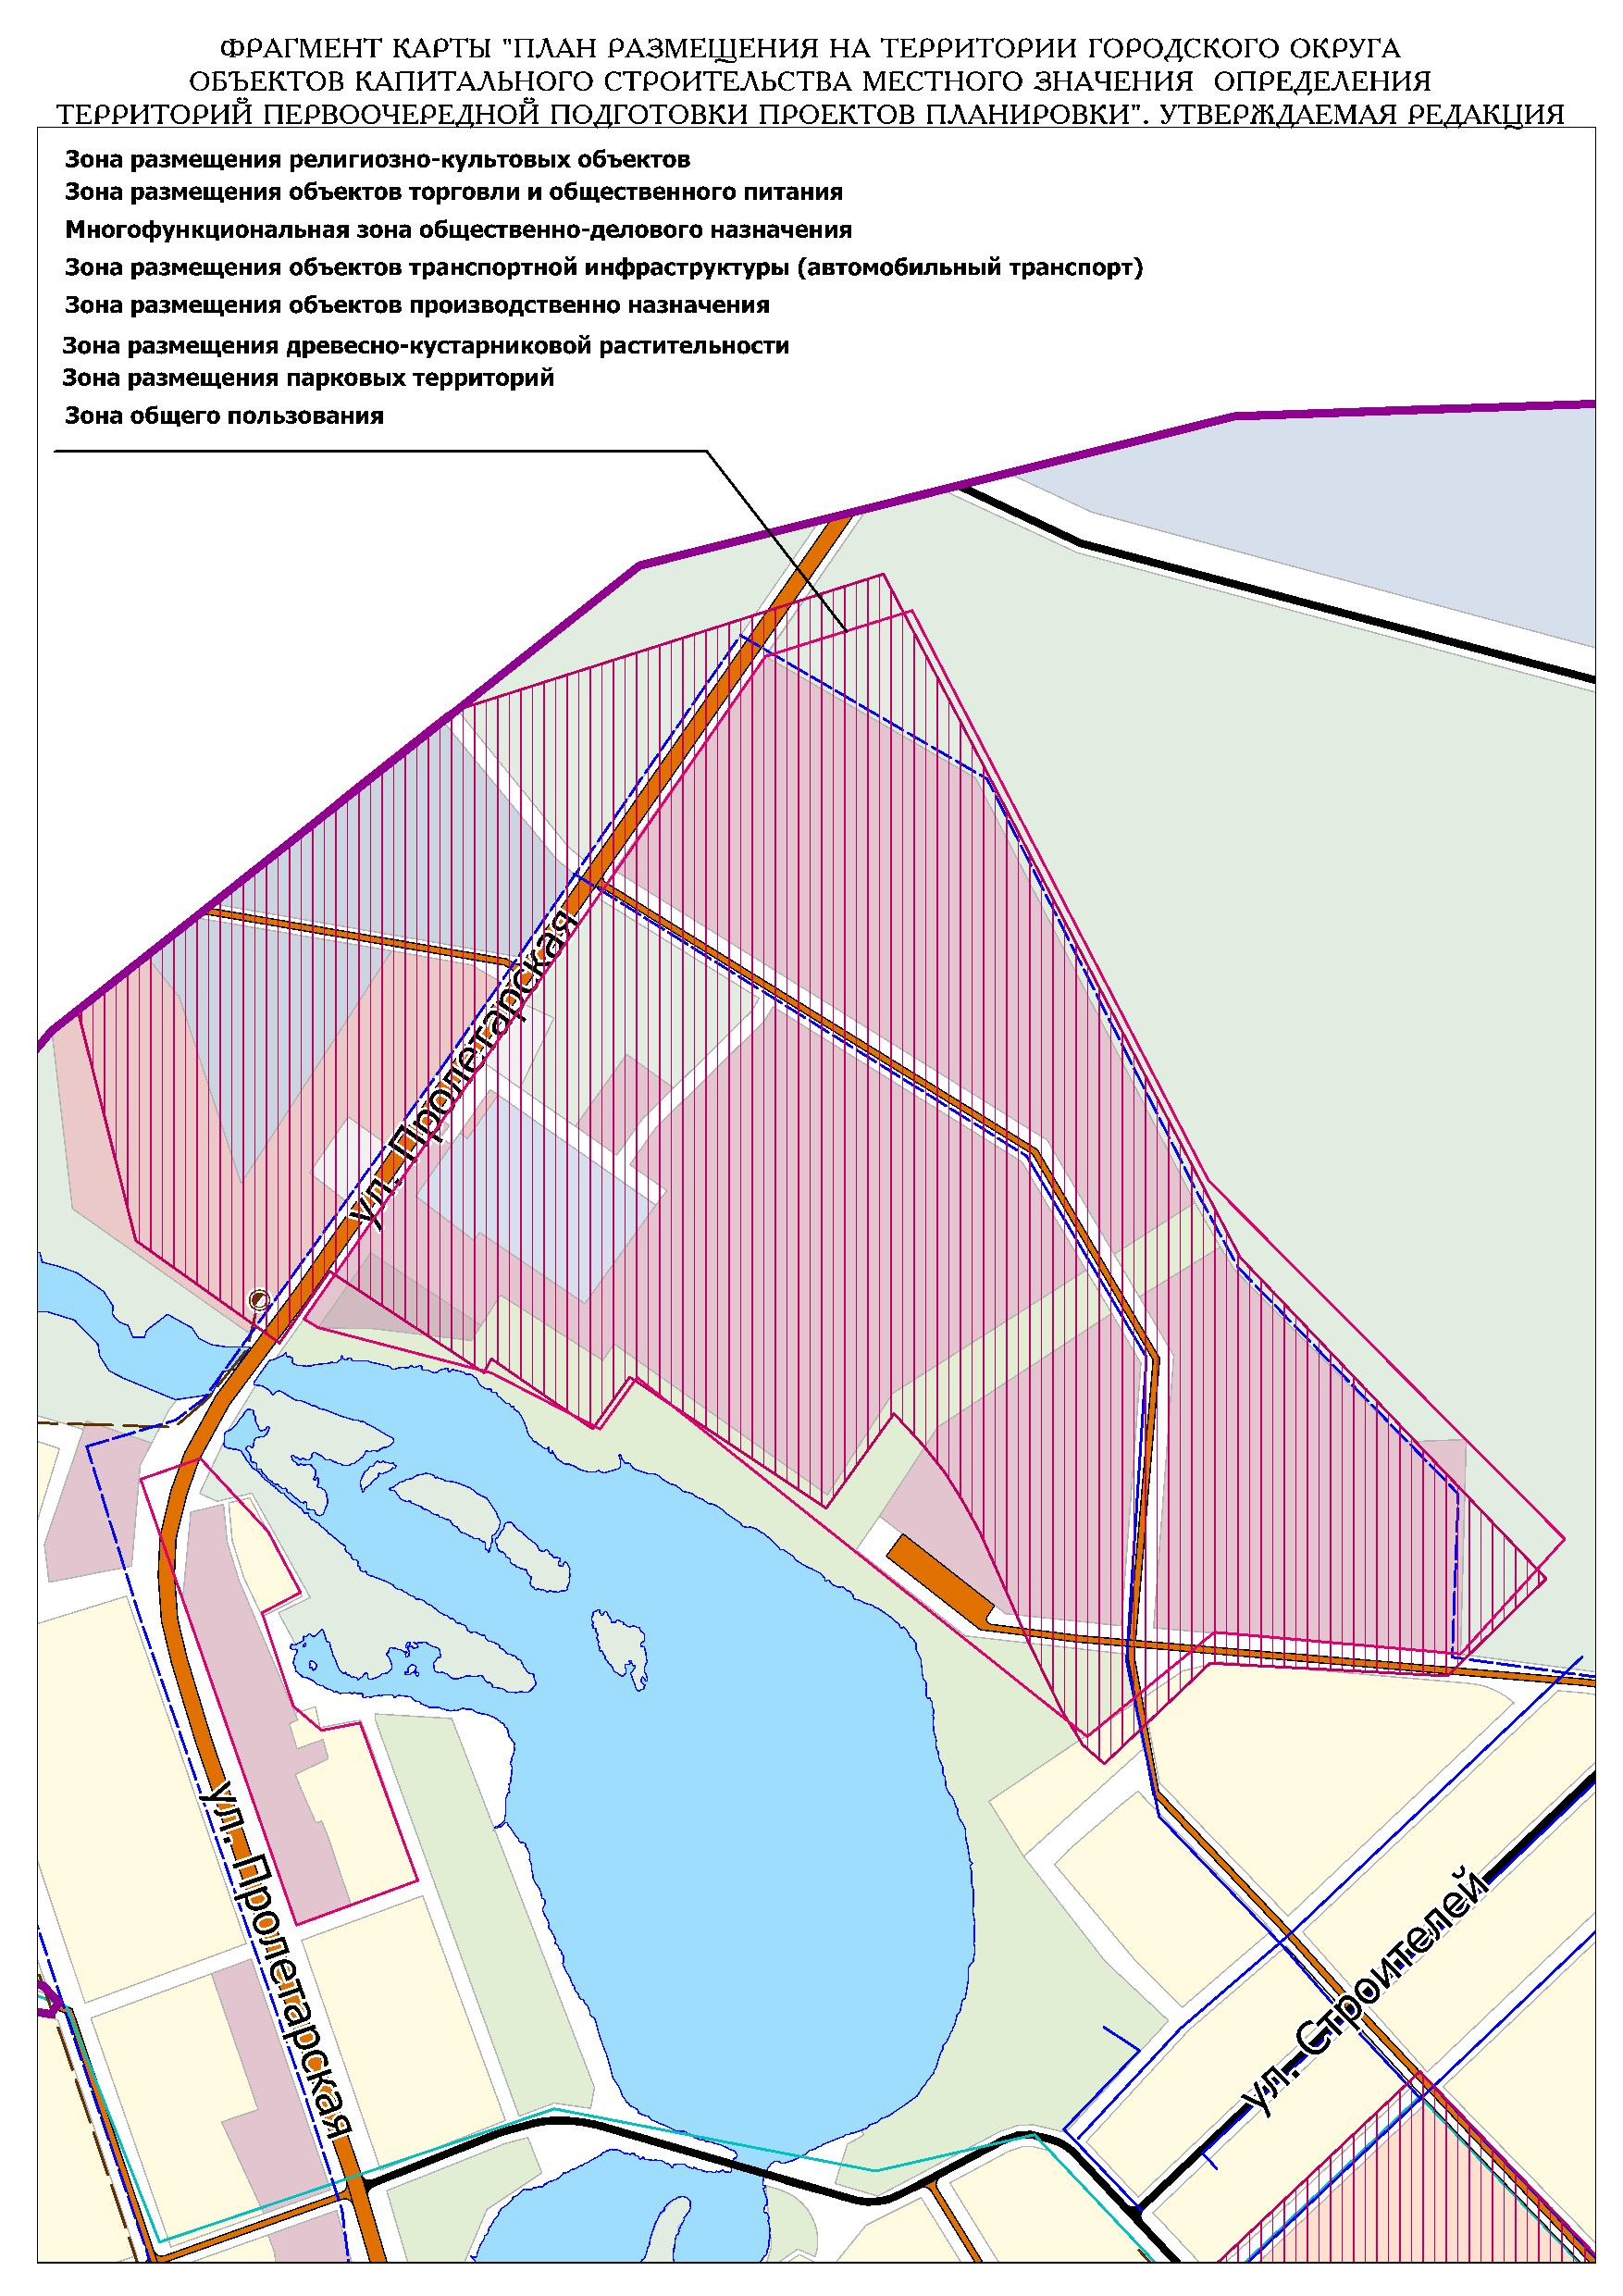 ФРАГМЕНТ КАРТЫ "ПЛАН РАЗМЕЩЕНИЯ НА ТЕРРИТОРИИ ГОРОДСКОГО ОКРУГА
ОБЪЕКТОВ КАПИТАЛЬНОГО СТРОИТЕЛЬСТВА МЕСТНОГО ЗНАЧЕНИЯ ОПРЕДЕЛЕНИЯ
ТЕРРИТОРИЙ ПЕРВООЧЕРЕДНОЙ ПОДГОТОВКИ ПРОЕКТОВ ПЛАНИРОВКИ". УТВЕРЖДАЕМАЯ РЕДАКЦИЯ
Зона размещения религиозно-культовых объектов
Зона размещения объектов торговли и общественного питания
Многофункциональная зона общественно-делового назначения
Зона размещения объектов транспортной инфраструктуры (автомобильный транспорт)
Зона размещения объектов производственно назначения
Зона размещения древесно-кустарниковой растительности
Зона размещения парковых территорий
Зона общего пользования
ул. Пролетарская
ул. Пролетарская
ул. Строителей